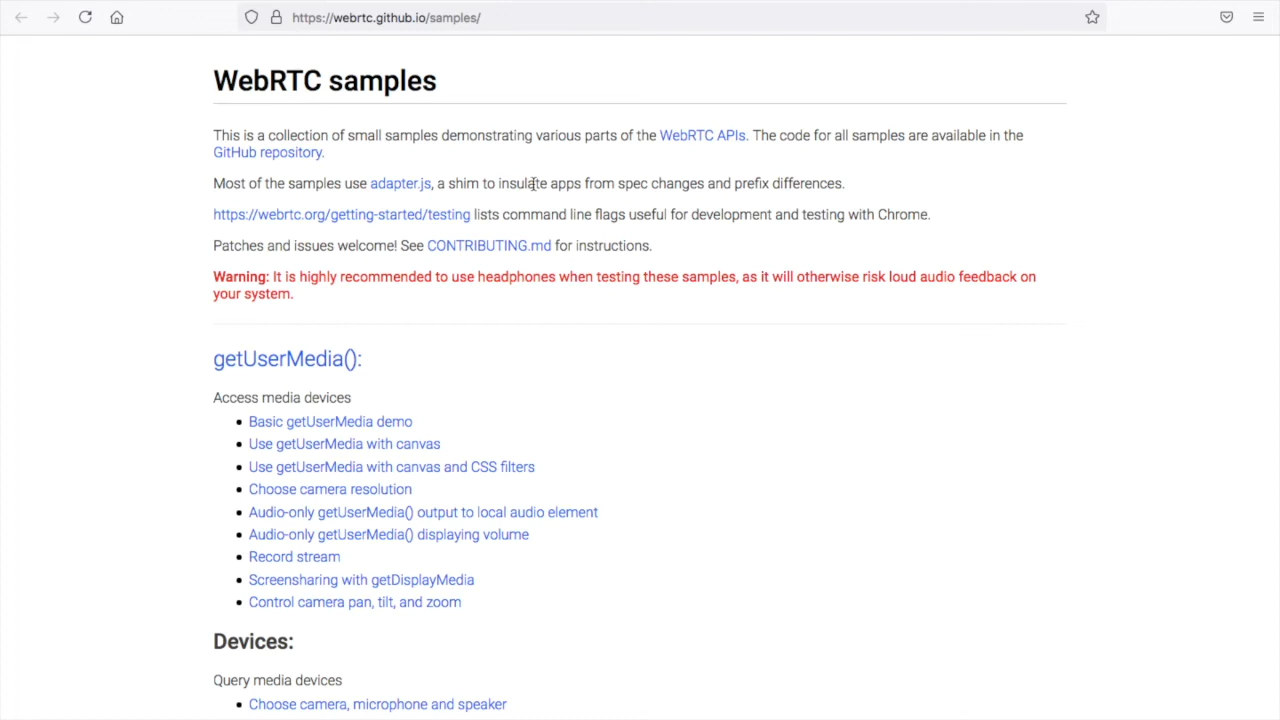 https://webrtc.github.io/samples/
WebRTC samples
This is a collection of small samples demonstrating various parts of the WebRTC APIs. The code for all samples are available in the
GitHub repository.
Most of the samples use adapter.js, a shim to insulate apps from spec changes and prefix differences.
https://webrtc.org/getting-started/testing lists command line flags useful for development and testing with Chrome.
Patches and issues welcome! See CONTRIBUTING.md for instructions.
Warning: It is highly recommended to use headphones when testing these samples, as it will otherwise risk loud audio feedback on
your system.
getUserMedia():
Access media devices
Basic getUserMedia demo
Use getUserMedia with canvas
Use getUserMedia with canvas and CSS filters
Choose camera resolution
Audio-only getUserMedia() output to local audio element
Audio-only getUserMedia() displaying volume
Record stream
Screensharing with getDisplayMedia
Control camera pan, tilt, and zoom
Devices:
Query media devices
Choose camera, microphone and speaker